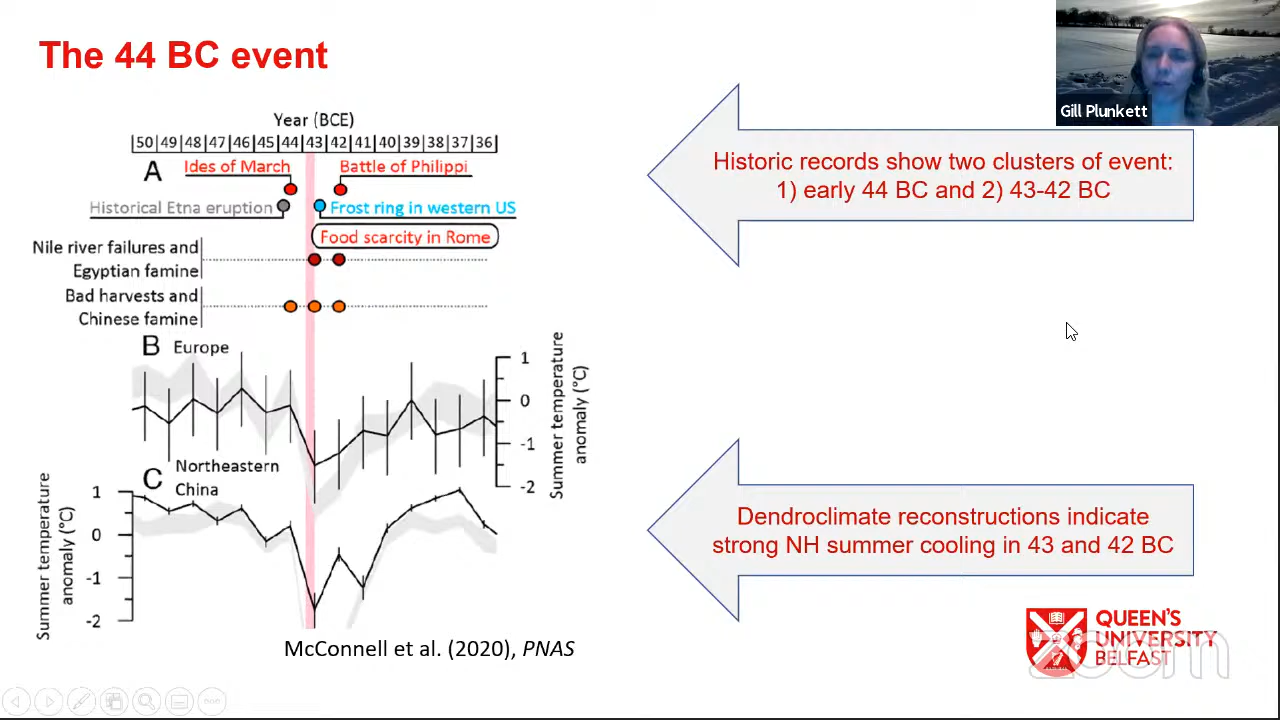 The 44 BC event
Gill Plunkett
Year (BCE)
50 49 48 47 46 45 44 43 42 41 40 39 38 37 36
A
Ides of March
Battle of Philippi
Historical Etna eruption
Frost ring in western US
Food scarcity in Rome
Nile river failures and
Egyptian famine
Bad harvests and
Chinese famine
B Europe
1
0
-1
-2
Summer temperature
anomaly (°C)
C Northeastern
China
Summer temperature
anomaly (°C)
1
0
-1
-2
McConnell et al. (2020), PNAS
Historic records show two clusters of event:
1) early 44 BC and 2) 43-42 BC
Dendroclimate reconstructions indicate
strong NH summer cooling in 43 and 42 BC
QUEEN'S
UNIVERSITY
BELFAST
zoom